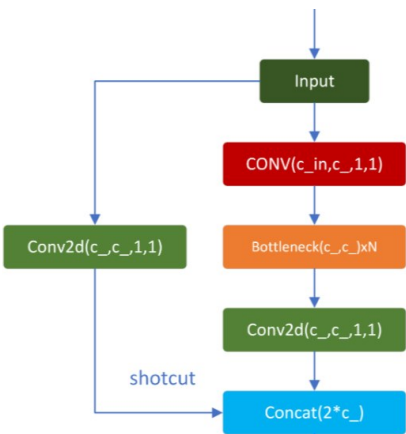 Input
CONV(c_in,c_,1,1)
Conv2d(c_,c_,1,1)
Bottleneck(c_,c_)xN
Conv2d(c_,c_,1,1)
shotcut
Concat(2*c_)